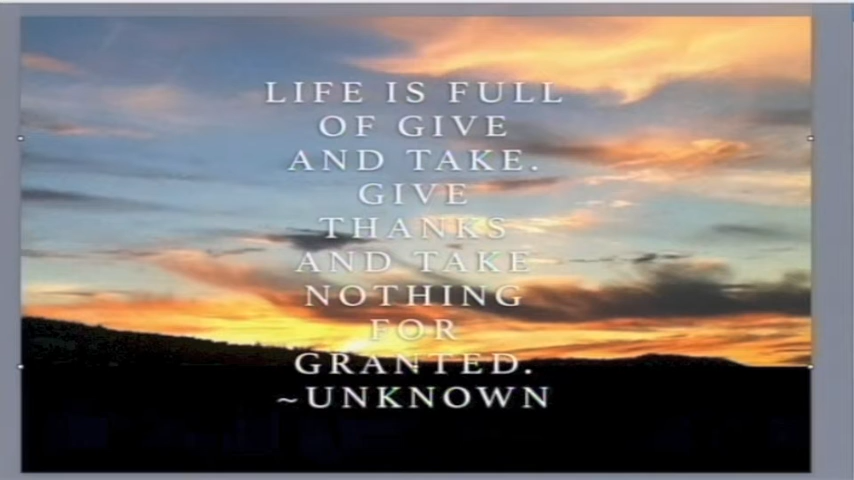 LIFE IS FULL
OF GIVE
AND TAKE.
GIVE
THANKS
AND TAKE
NOTHING
FOR
GRANTED.
~UNKNOWN